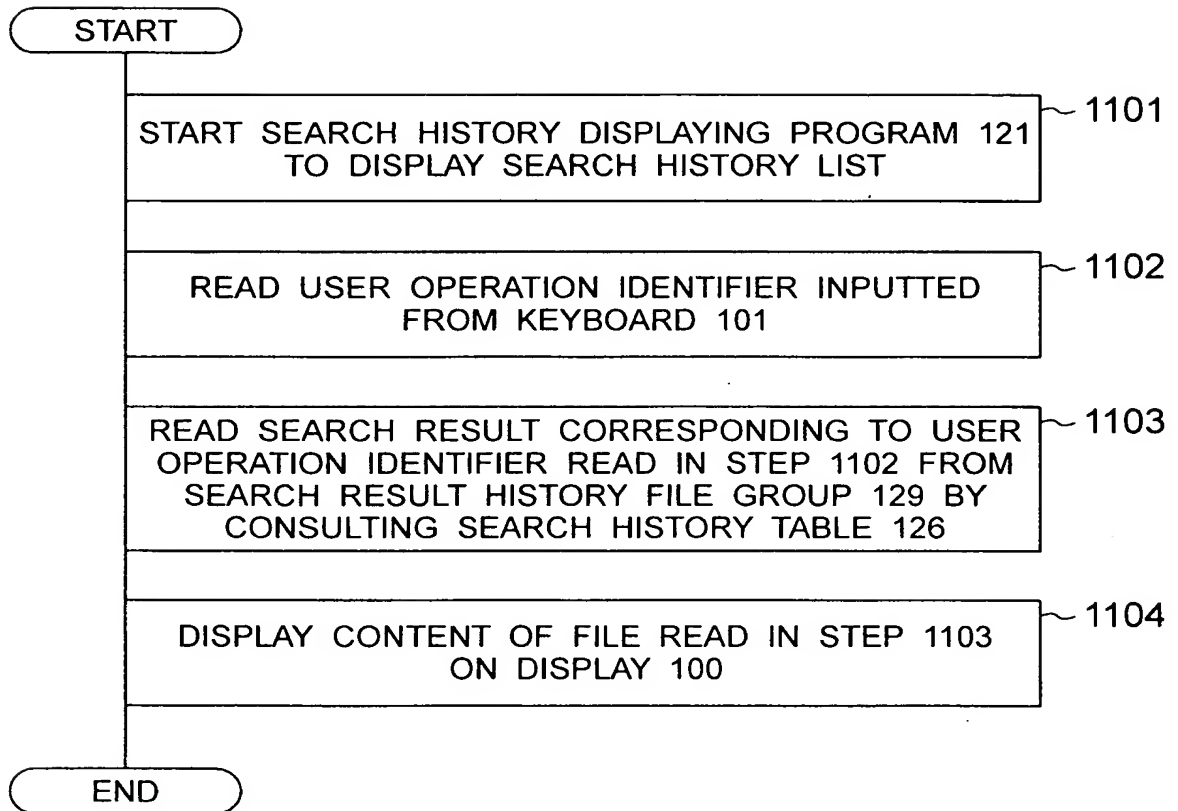 START
START SEARCH HISTORY DISPLAYING PROGRAM 121
TO DISPLAY SEARCH HISTORY LIST
1101
READ USER OPERATION IDENTIFIER INPUTTED
FROM KEYBOARD 101
1102
READ SEARCH RESULT CORRESPONDING TO USER
OPERATION IDENTIFIER READ IN STEP 1102 FROM
SEARCH RESULT HISTORY FILE GROUP 129 BY
CONSULTING SEARCH HISTORY TABLE 126
1103
DISPLAY CONTENT OF FILE READ IN STEP 1103
ON DISPLAY 100
1104
END